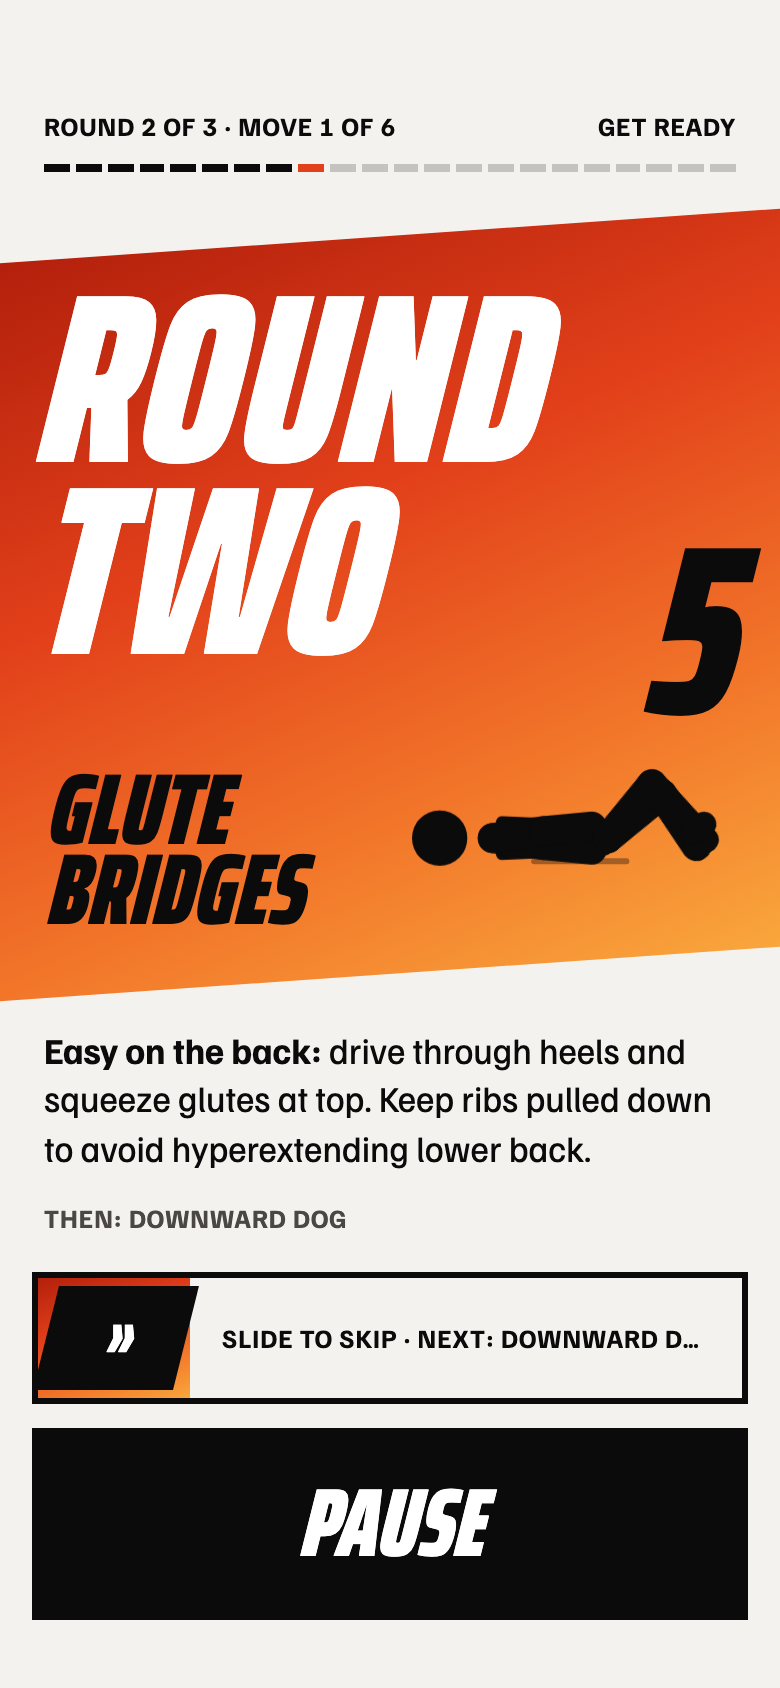 ROUND 2 OF 3 · MOVE 1 OF 6
GET READY
ROUND
TWO
5
GLUTE
BRIDGES
Easy on the back: drive through heels and
squeeze glutes at top. Keep ribs pulled down
to avoid hyperextending lower back.
THEN: DOWNWARD DOG
» SLIDE TO SKIP · NEXT: DOWNWARD D…
PAUSE